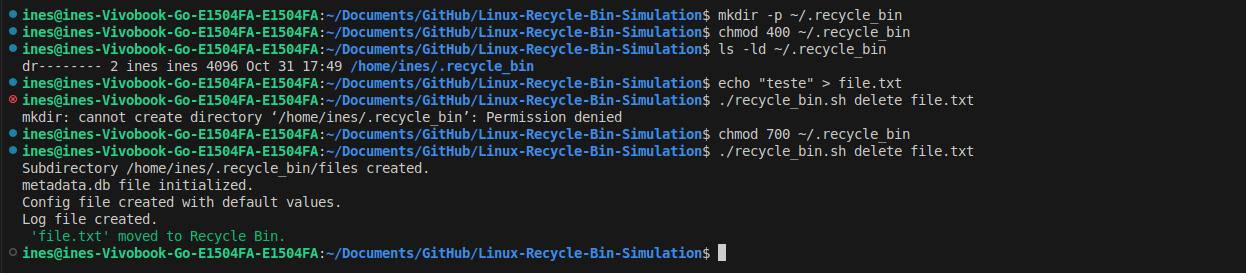 ines@ines-Vivobook-Go-E1504FA-E1504FA:~/Documents/GitHub/Linux-Recycle-Bin-Simulation$ mkdir -p ~/.recycle_bin
ines@ines-Vivobook-Go-E1504FA-E1504FA:~/Documents/GitHub/Linux-Recycle-Bin-Simulation$ chmod 400 ~/.recycle_bin
ines@ines-Vivobook-Go-E1504FA-E1504FA:~/Documents/GitHub/Linux-Recycle-Bin-Simulation$ ls -ld ~/.recycle_bin
dr-------- 2 ines ines 4096 Oct 31 17:49 /home/ines/.recycle_bin
ines@ines-Vivobook-Go-E1504FA-E1504FA:~/Documents/GitHub/Linux-Recycle-Bin-Simulation$ echo "teste" > file.txt
ines@ines-Vivobook-Go-E1504FA-E1504FA:~/Documents/GitHub/Linux-Recycle-Bin-Simulation$ ./recycle_bin.sh delete file.txt
mkdir: cannot create directory ‘/home/ines/.recycle_bin’: Permission denied
ines@ines-Vivobook-Go-E1504FA-E1504FA:~/Documents/GitHub/Linux-Recycle-Bin-Simulation$ chmod 700 ~/.recycle_bin
ines@ines-Vivobook-Go-E1504FA-E1504FA:~/Documents/GitHub/Linux-Recycle-Bin-Simulation$ ./recycle_bin.sh delete file.txt
Subdirectory /home/ines/.recycle_bin/files created.
metadata.db file initialized.
Config file created with default values.
Log file created.
'file.txt' moved to Recycle Bin.
ines@ines-Vivobook-Go-E1504FA-E1504FA:~/Documents/GitHub/Linux-Recycle-Bin-Simulation$